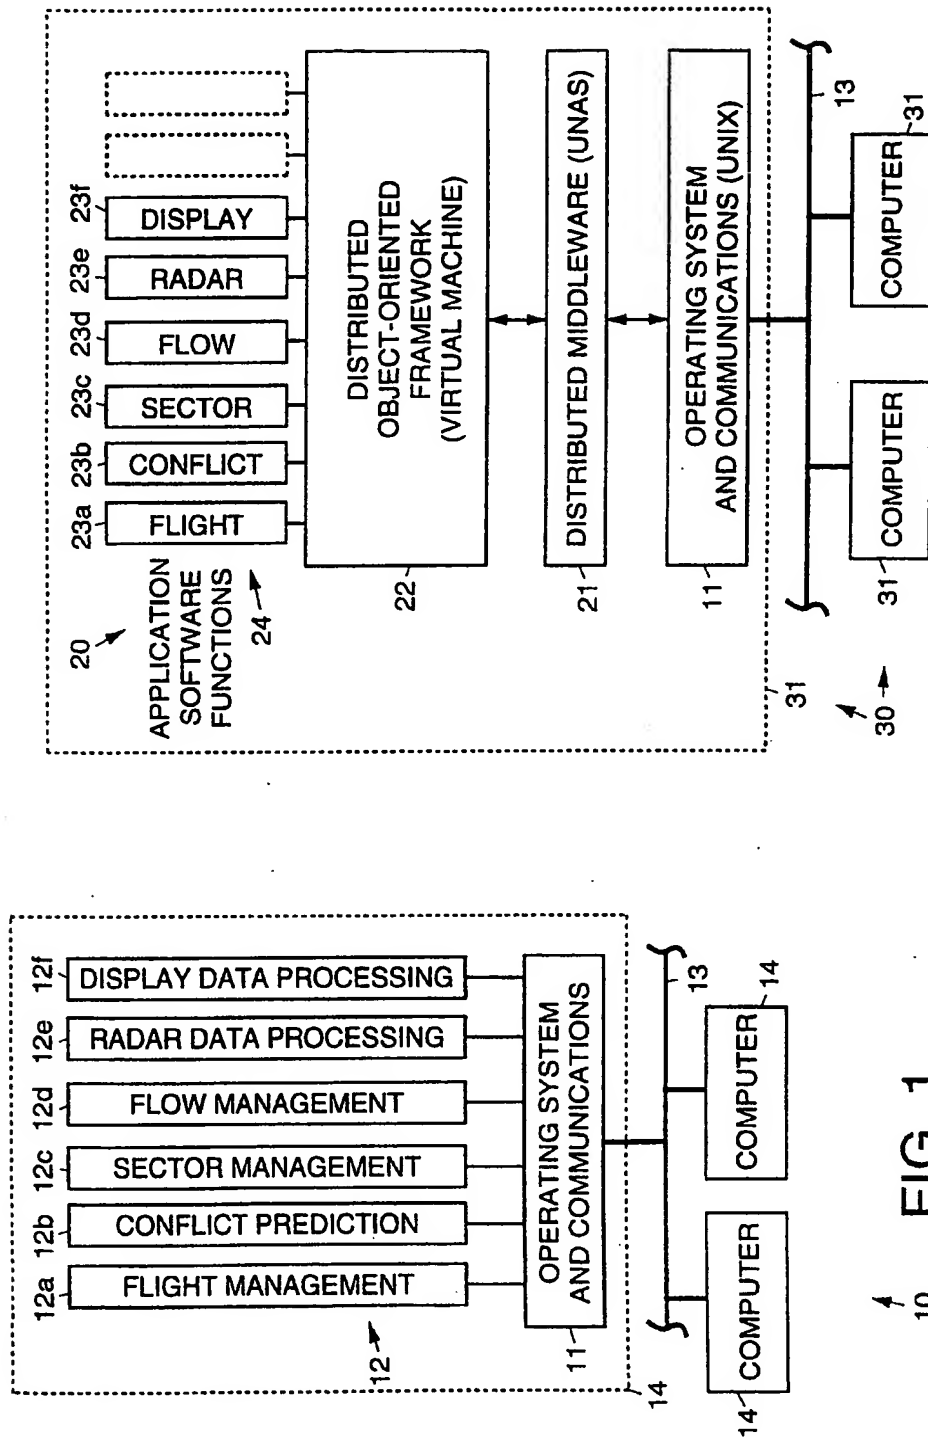 12a
12b
12c
12d
12e
12f
FLIGHT MANAGEMENT
CONFLICT PREDICTION
SECTOR MANAGEMENT
FLOW MANAGEMENT
RADAR DATA PROCESSING
DISPLAY DATA PROCESSING
12
11
OPERATING SYSTEM
AND COMMUNICATIONS
14
13
14
COMPUTER
COMPUTER
14
10
FIG. 1
20
23a
23b
23c
23d
23e
23f
APPLICATION
SOFTWARE
FUNCTIONS
24
FLIGHT
CONFLICT
SECTOR
FLOW
RADAR
DISPLAY
22
DISTRIBUTED
OBJECT-ORIENTED
FRAMEWORK
(VIRTUAL MACHINE)
21
DISTRIBUTED MIDDLEWARE (UNAS)
11
OPERATING SYSTEM
AND COMMUNICATIONS (UNIX)
31
13
30
31
COMPUTER
COMPUTER
31